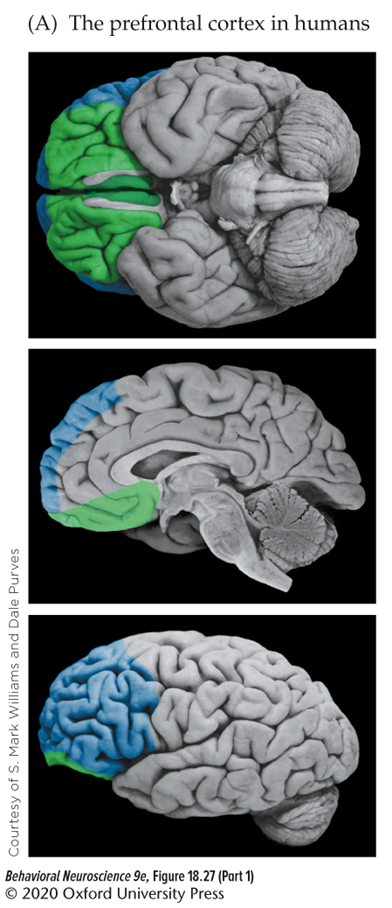 (A) The prefrontal cortex in humans
Courtesy of S. Mark Williams and Dale Purves
Behavioral Neuroscience 9e, Figure 18.27 (Part 1)
© 2020 Oxford University Press